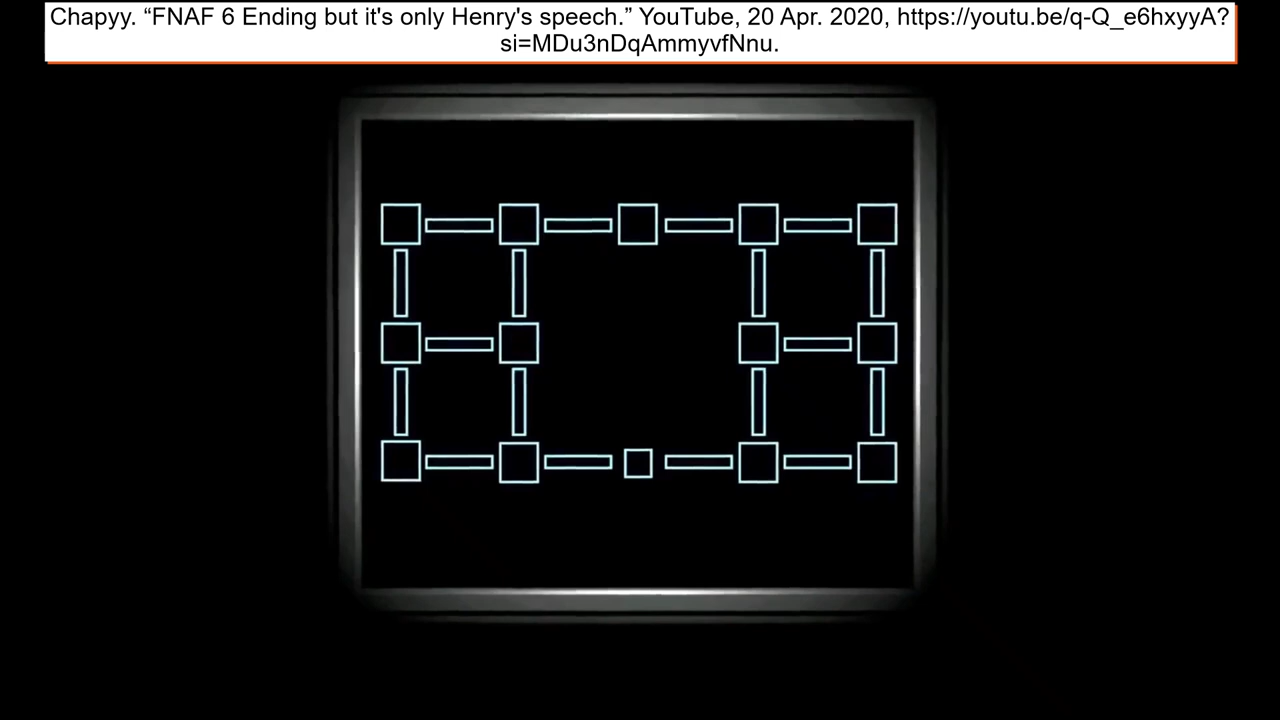 Chapyy. “FNAF 6 Ending but it's only Henry's speech.” YouTube, 20 Apr. 2020, https://youtu.be/q-Q_e6hxyyA?
si=MDu3nDqAmmyvfNnu.